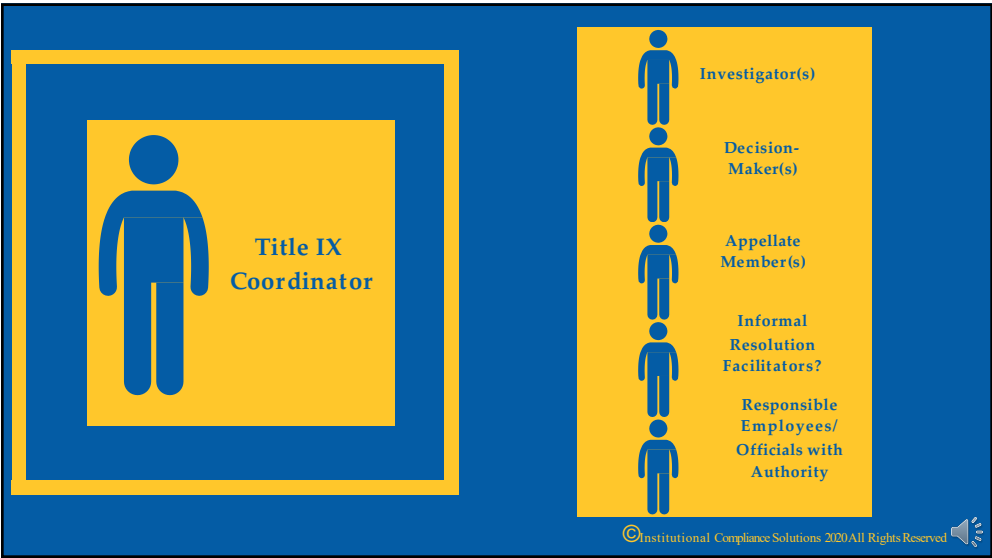 Title IX
Coordinator
Investigator(s)
Decision-
Maker(s)
Appellate
Member(s)
Informal
Resolution
Facilitators?
Responsible
Employees/
Officials with
Authority
©Institutional Compliance Solutions 2020All Rights Reserved